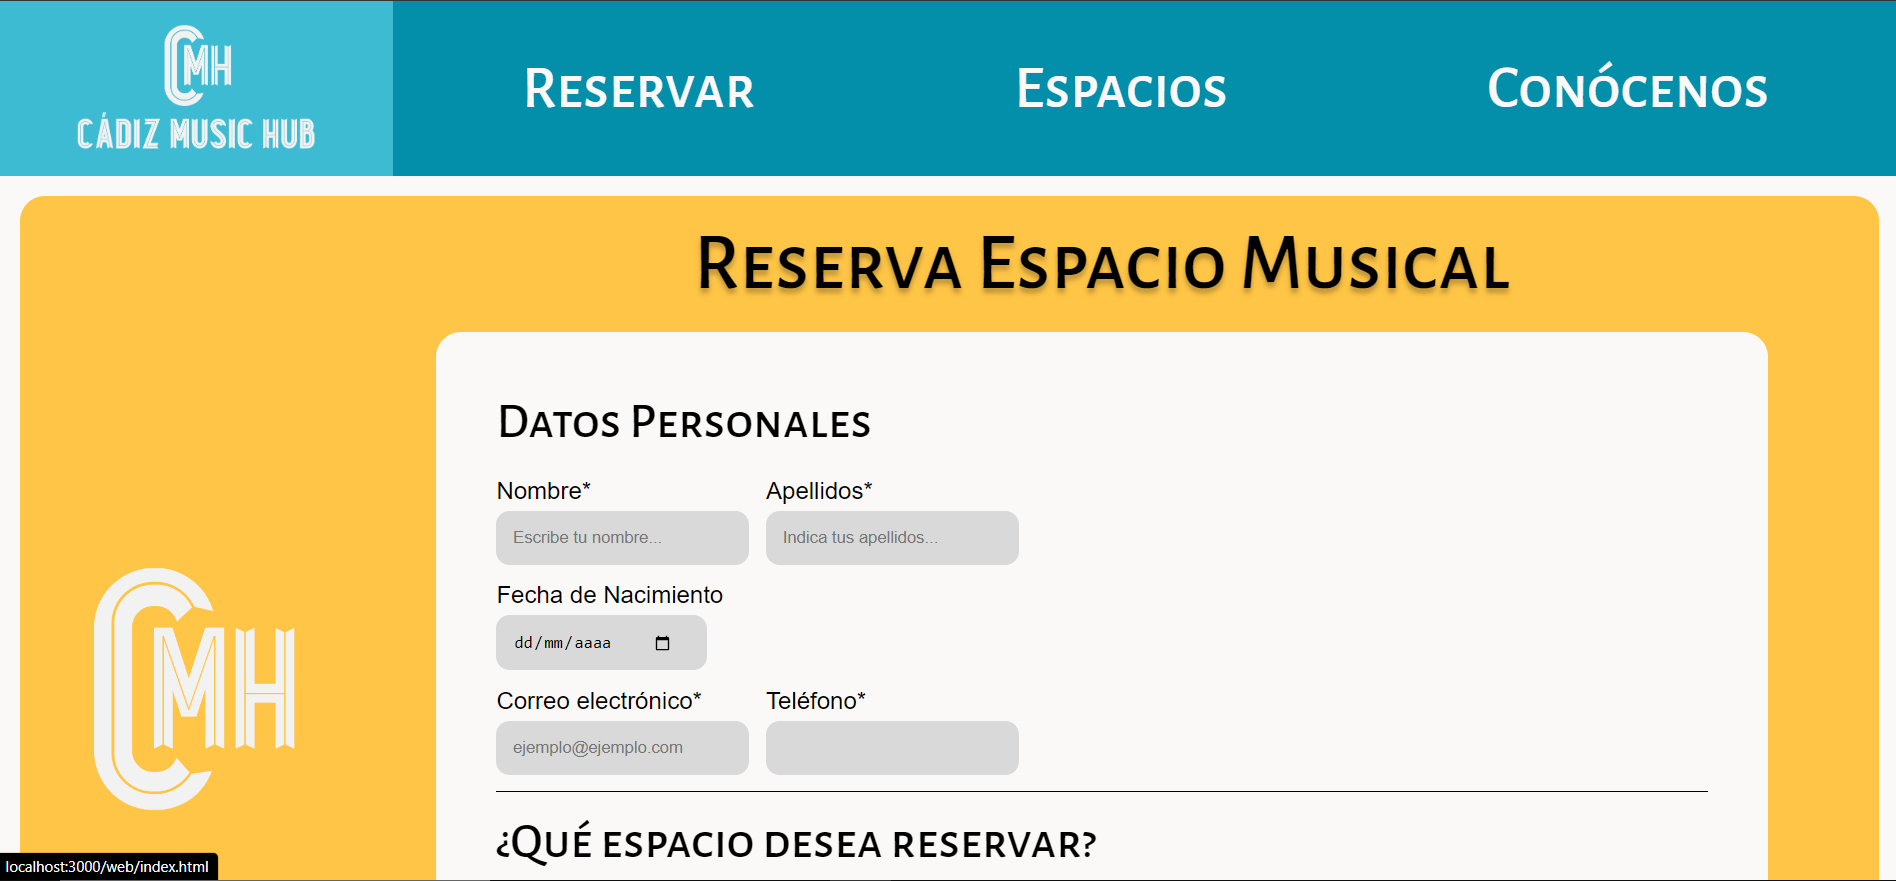 CMH
CÁDIZ MUSIC HUB
Reservar
Espacios
Conócenos
Reserva Espacio Musical
Datos Personales
Nombre* Apellidos*
Escribe tu nombre... Indica tus apellidos...
Fecha de Nacimiento
dd/mm/aaaa
Correo electrónico* Teléfono*
ejemplo@ejemplo.com
CMH
¿Qué espacio desea reservar?
localhost:3000/web/index.html